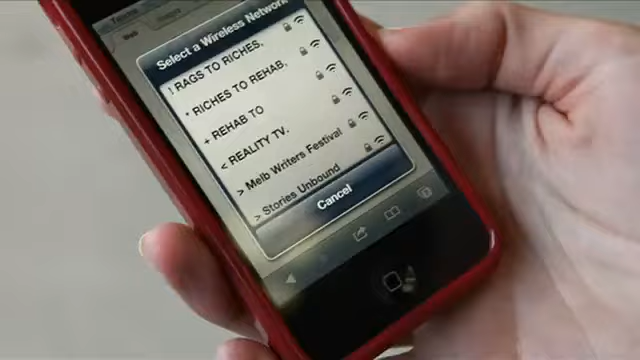 Select a Wireless Network
! RAGS TO RICHES,
* RICHES TO REHAB,
+ REHAB TO
< REALITY TV.
> Melb Writers Festival
> Stories Unbound
Cancel